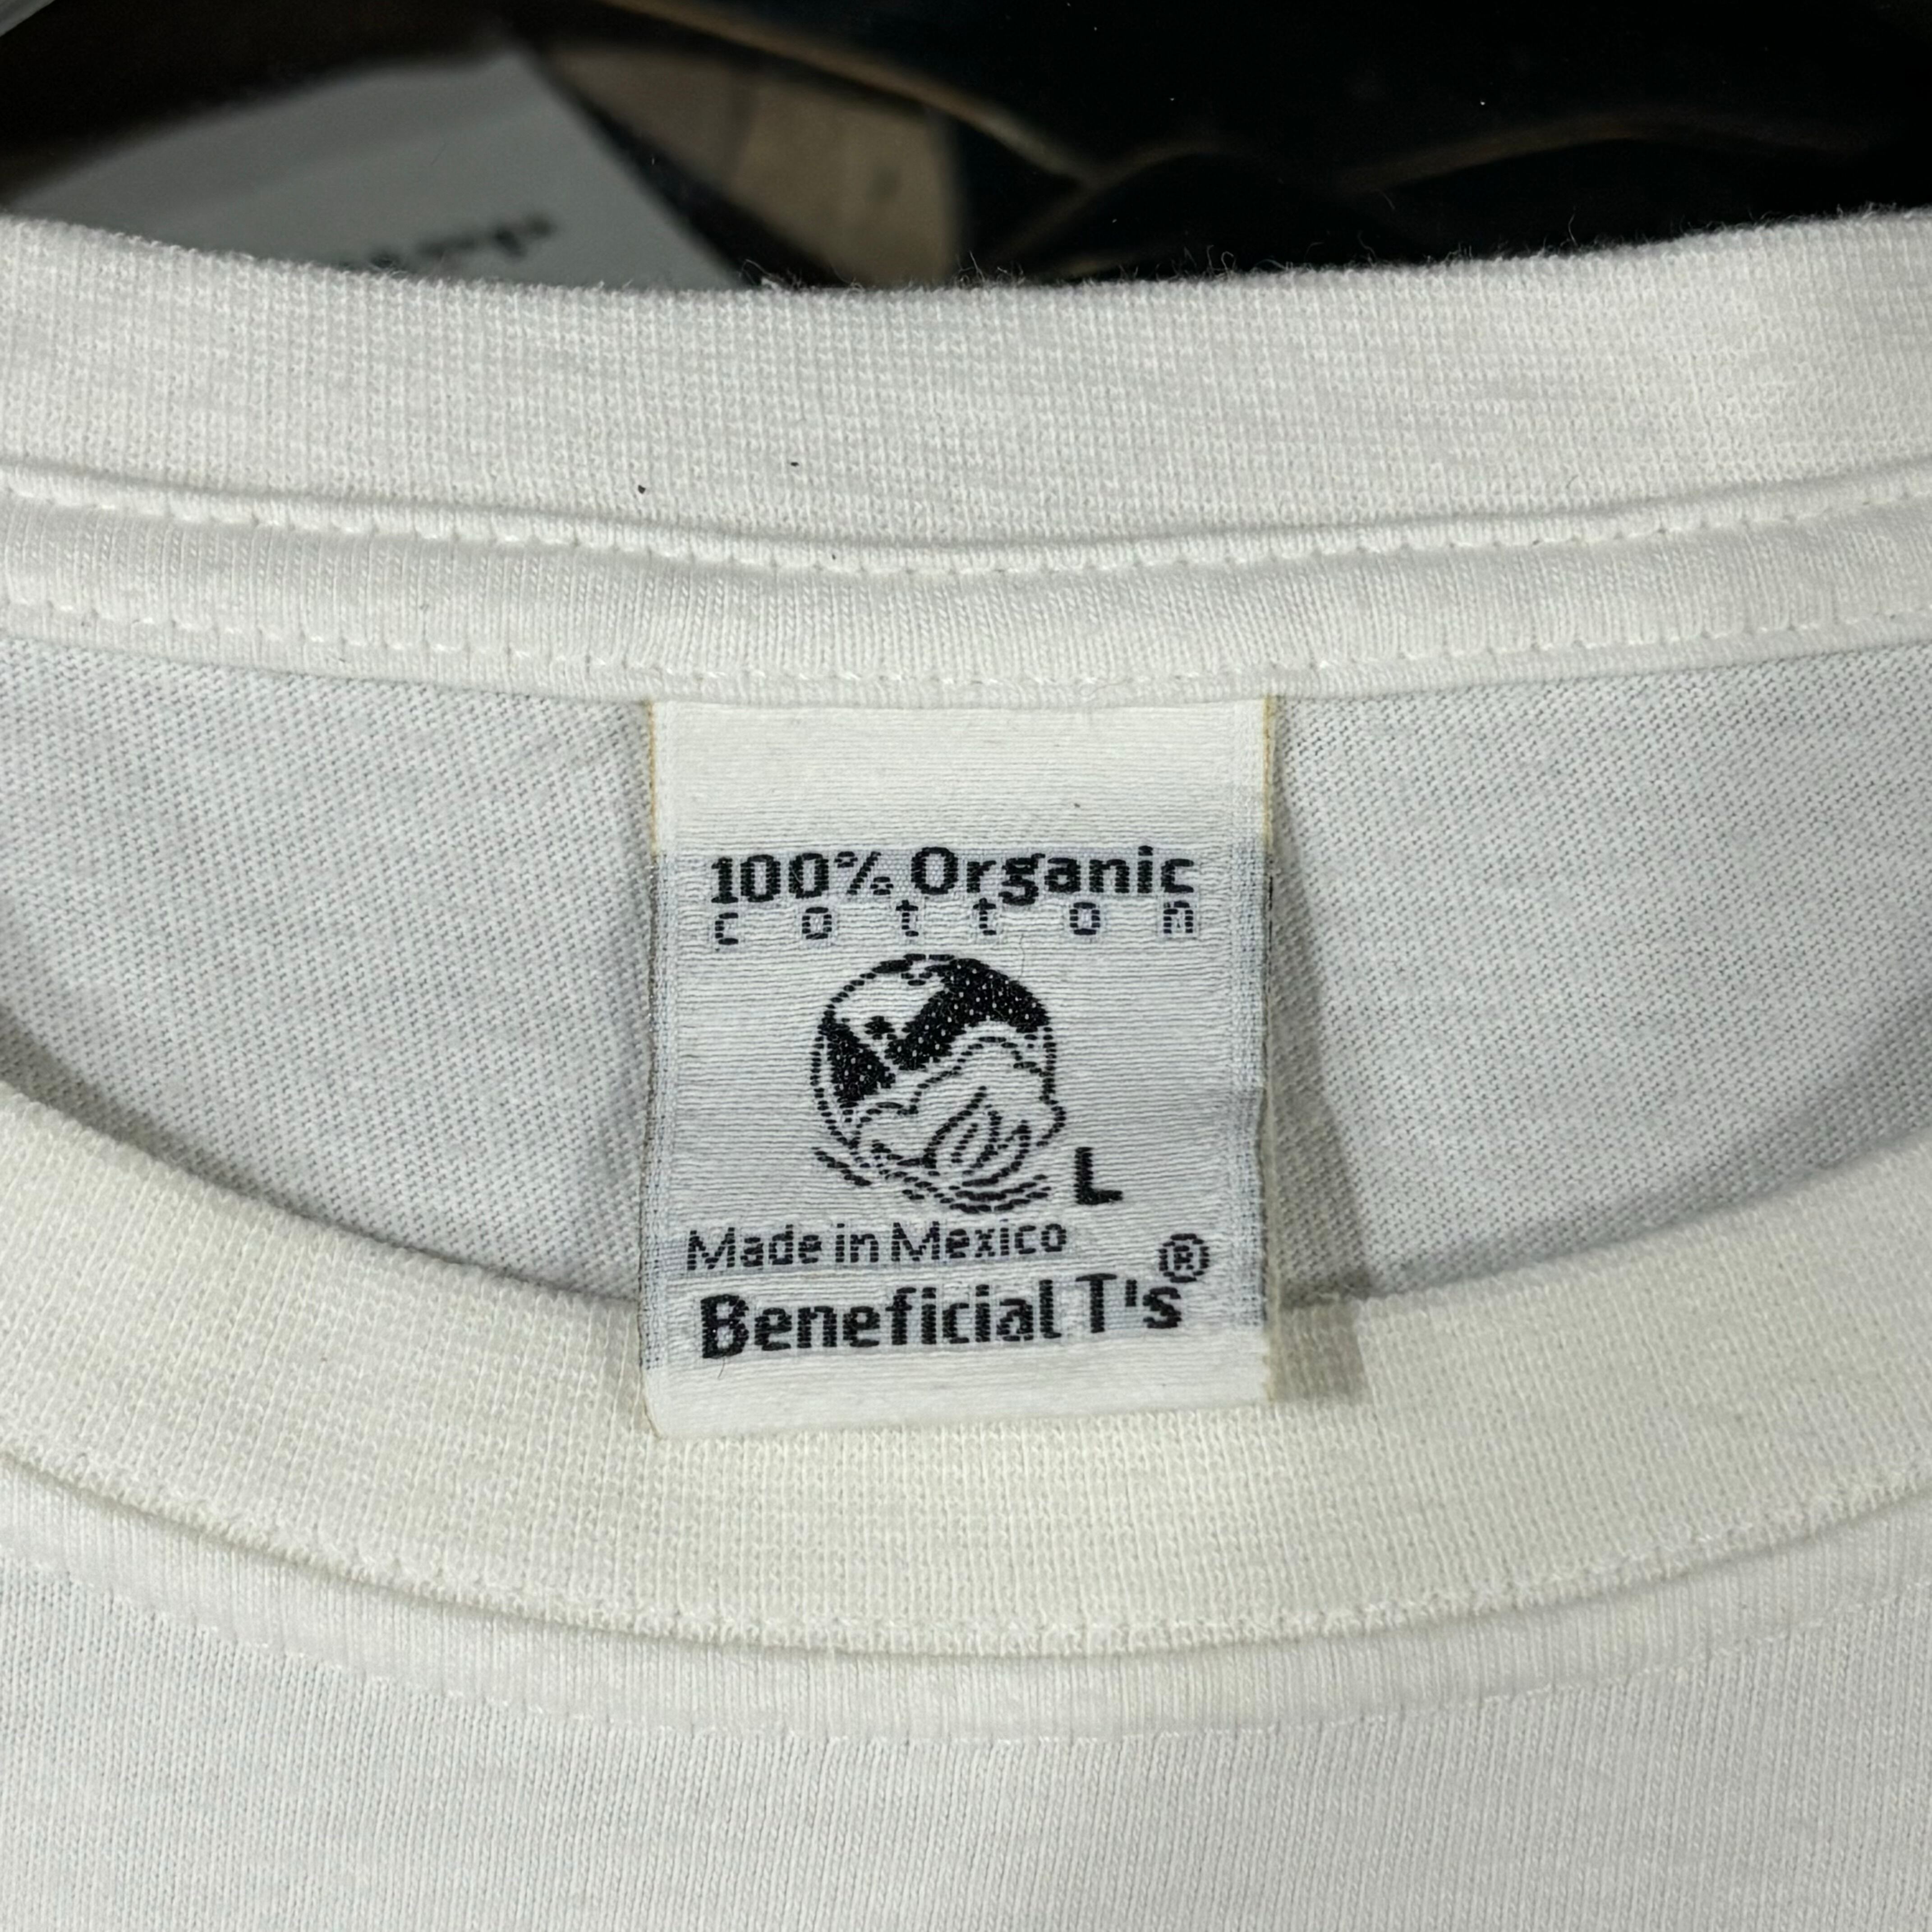 100% Organic
cotton
L
Made in Mexico
Beneficial T's®